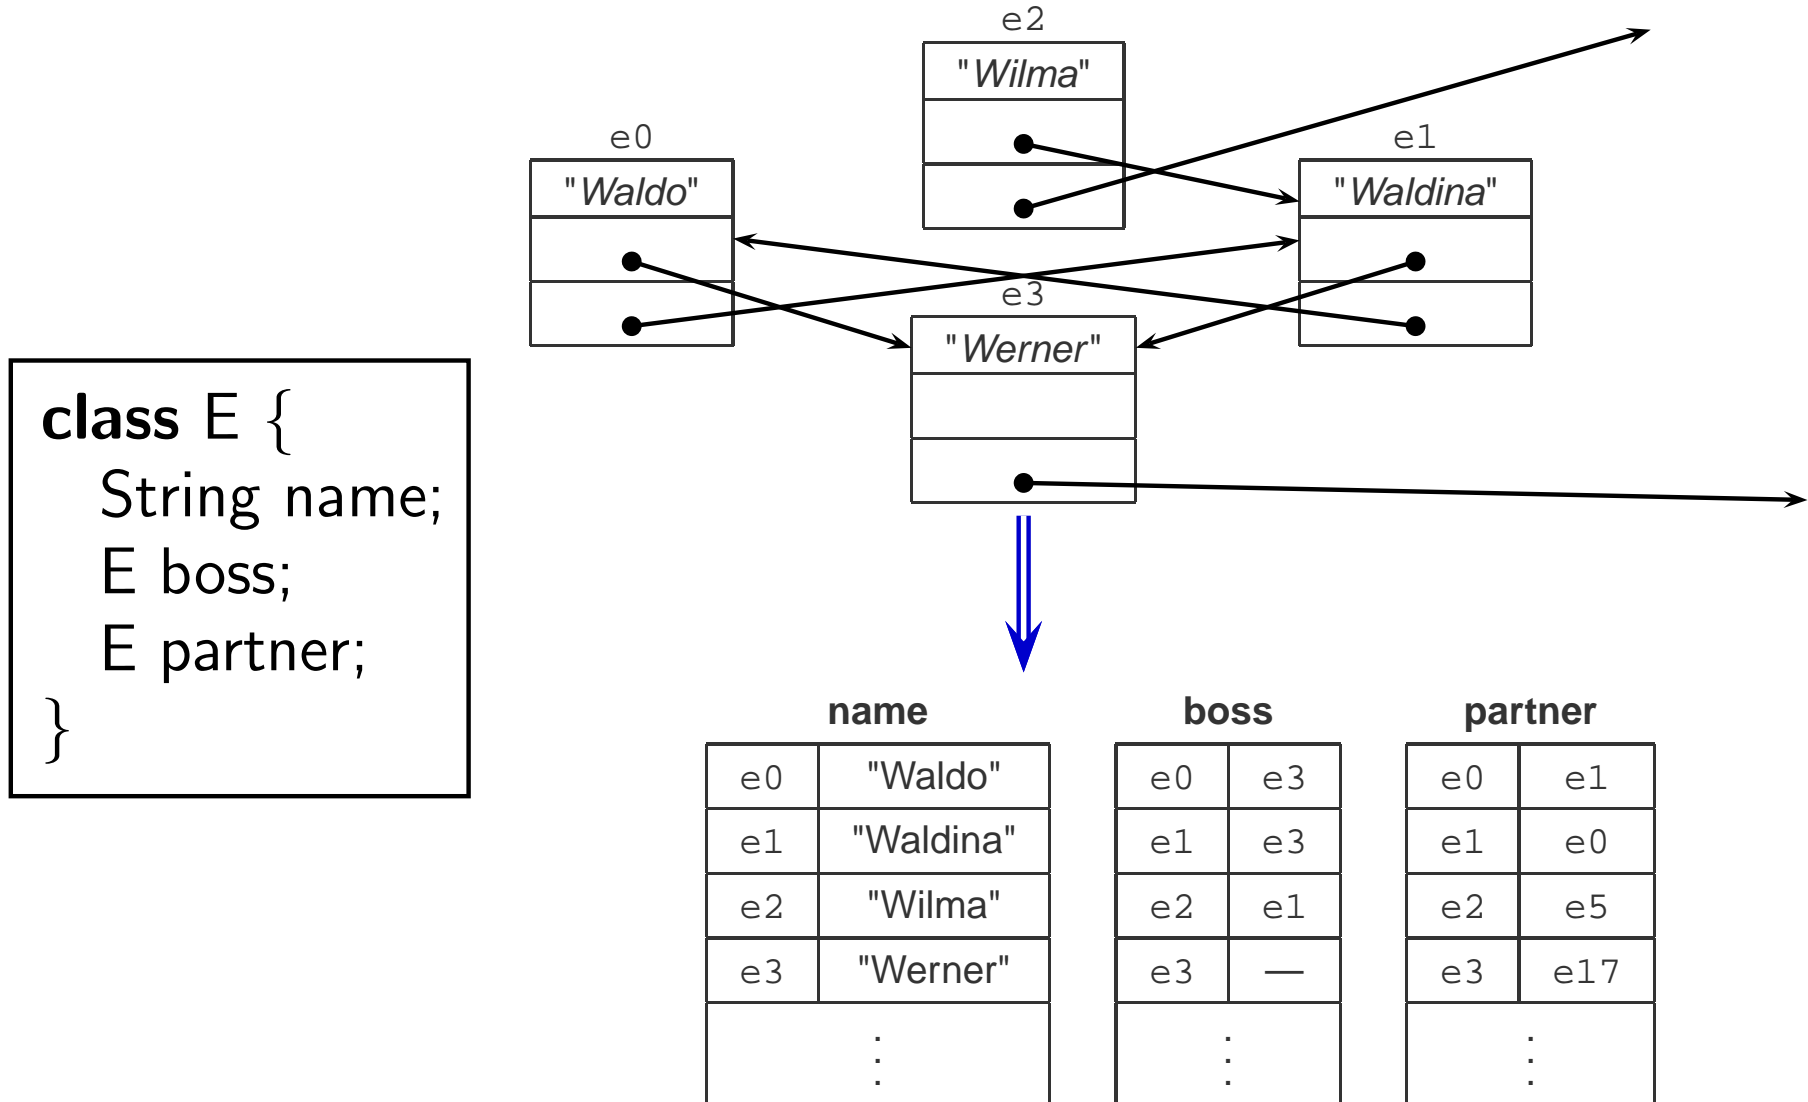 e2
"Wilma"
e0
"Waldo"
e1
"Waldina"
e3
"Werner"
class E {
String name;
E boss;
E partner;
}
name boss partner
e0 "Waldo" e0 e3 e0 e1
e1 "Waldina" e1 e3 e1 e0
e2 "Wilma" e2 e1 e2 e5
e3 "Werner" e3 — e3 e17
⋮ ⋮ ⋮